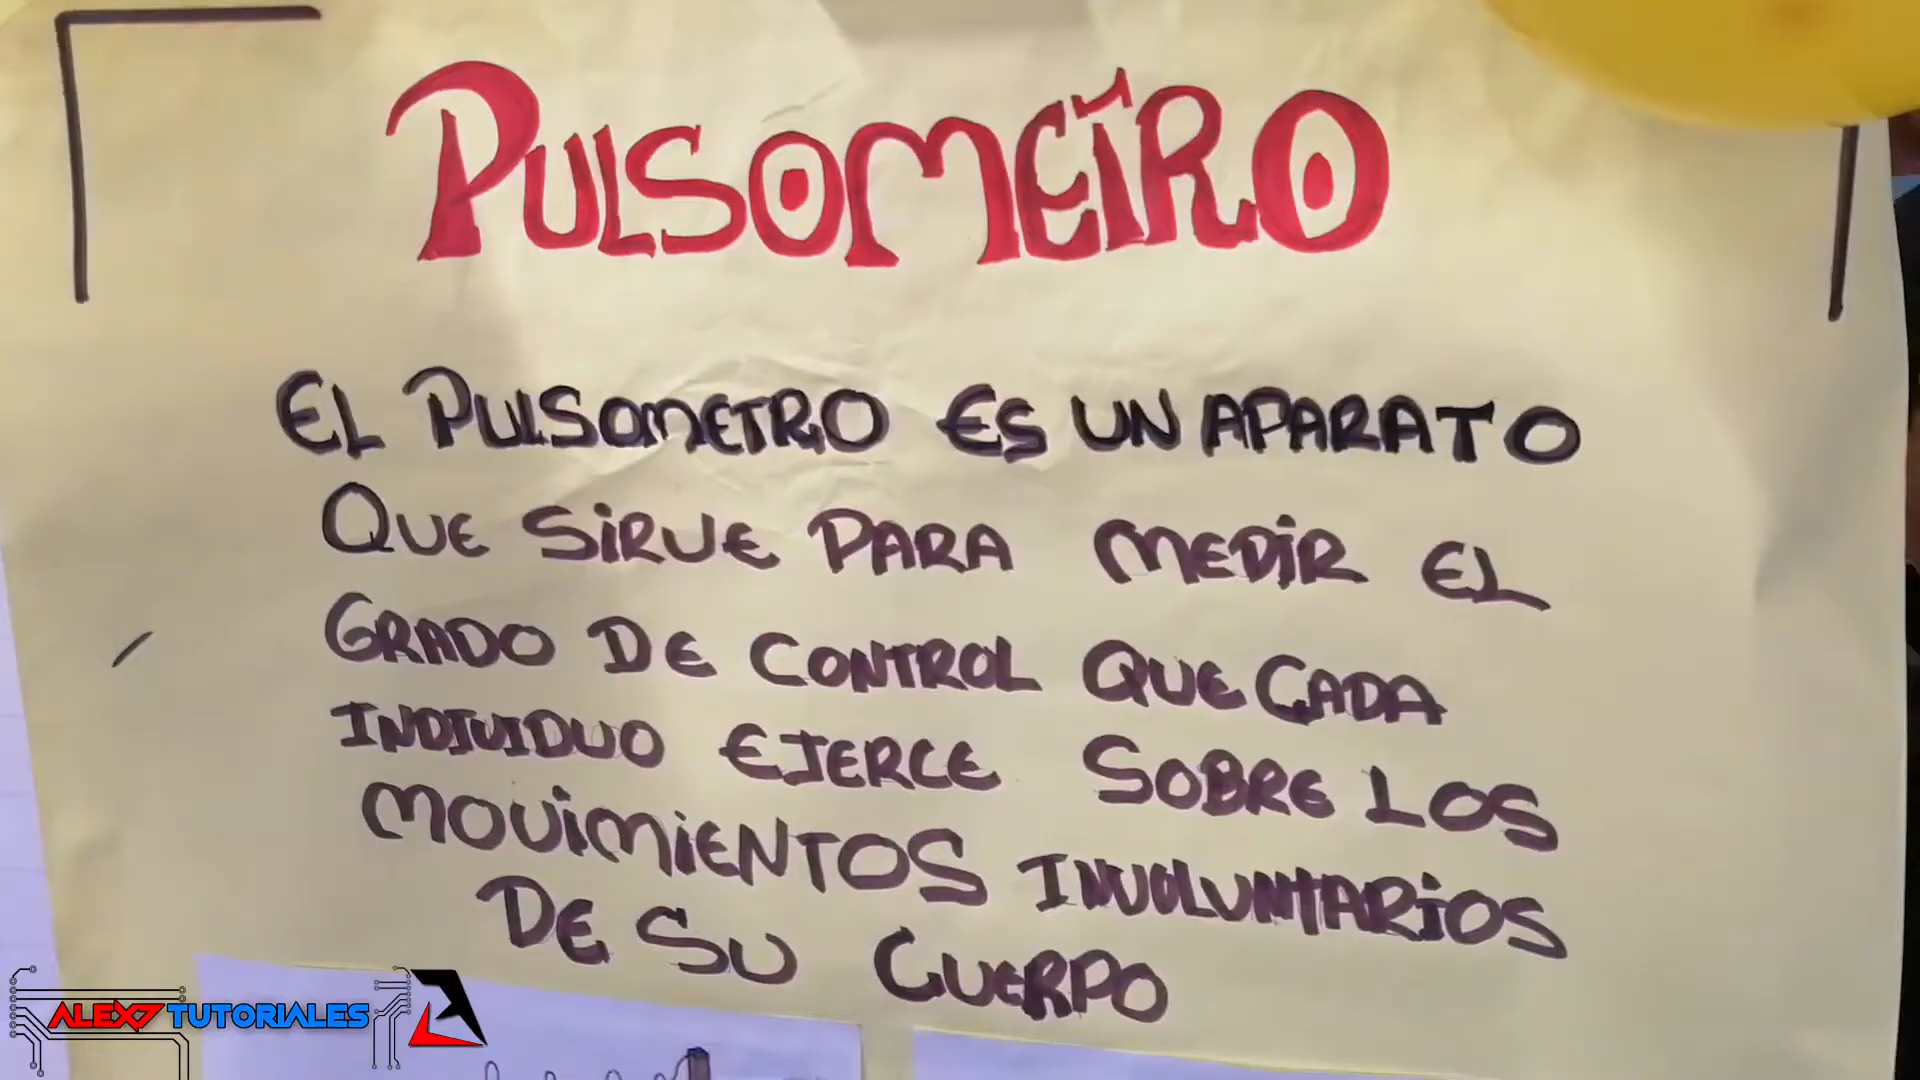 PULSOMETRO
EL PULSOMETRO ES UN APARATO
QUE SIRVE PARA MEDIR EL
GRADO DE CONTROL QUE CADA
INDIVIDUO EJERCE SOBRE LOS
MOVIMIENTOS INVOLUNTARIOS
DE SU CUERPO
ALEX7 TUTORIALES